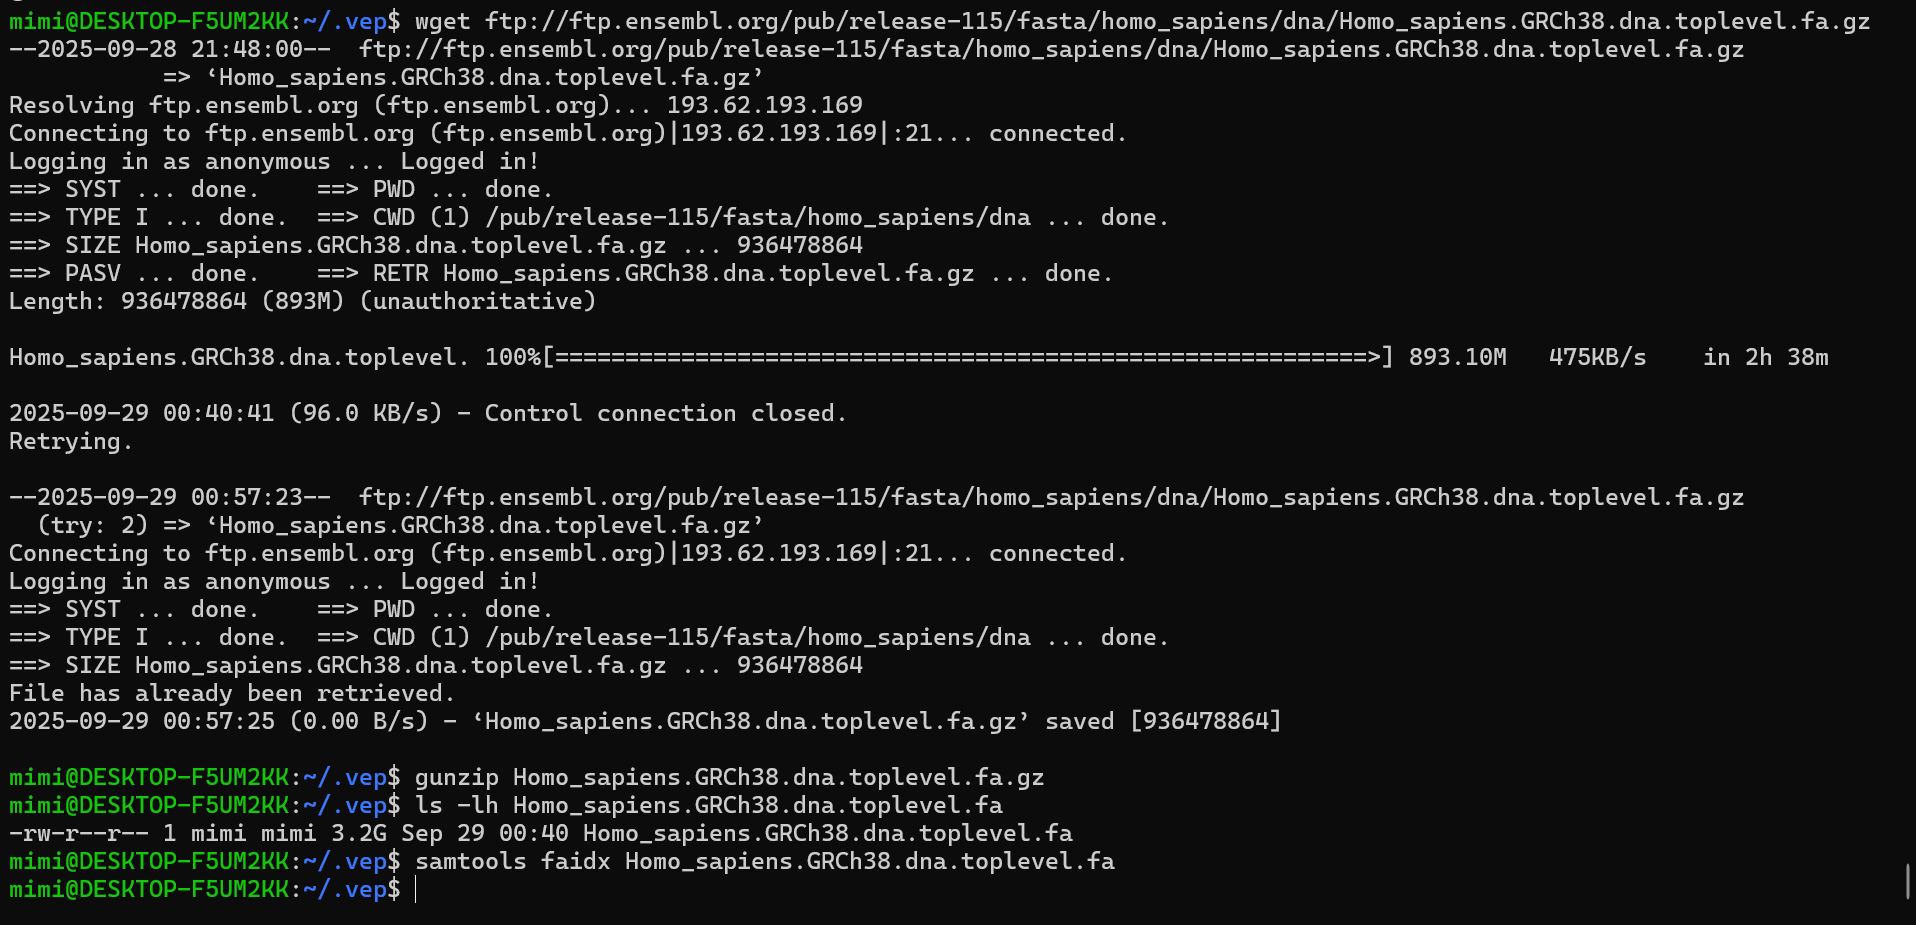 mimi@DESKTOP-F5UM2KK:~/.vep$ wget ftp://ftp.ensembl.org/pub/release-115/fasta/homo_sapiens/dna/Homo_sapiens.GRCh38.dna.toplevel.fa.gz
--2025-09-28 21:48:00--  ftp://ftp.ensembl.org/pub/release-115/fasta/homo_sapiens/dna/Homo_sapiens.GRCh38.dna.toplevel.fa.gz
           => ‘Homo_sapiens.GRCh38.dna.toplevel.fa.gz’
Resolving ftp.ensembl.org (ftp.ensembl.org)... 193.62.193.169
Connecting to ftp.ensembl.org (ftp.ensembl.org)|193.62.193.169|:21... connected.
Logging in as anonymous ... Logged in!
==> SYST ... done.    ==> PWD ... done.
==> TYPE I ... done.  ==> CWD (1) /pub/release-115/fasta/homo_sapiens/dna ... done.
==> SIZE Homo_sapiens.GRCh38.dna.toplevel.fa.gz ... 936478864
==> PASV ... done.    ==> RETR Homo_sapiens.GRCh38.dna.toplevel.fa.gz ... done.
Length: 936478864 (893M) (unauthoritative)
Homo_sapiens.GRCh38.dna.toplevel. 100%[==========================================================>] 893.10M   475KB/s    in 2h 38m
2025-09-29 00:40:41 (96.0 KB/s) - Control connection closed.
Retrying.
--2025-09-29 00:57:23--  ftp://ftp.ensembl.org/pub/release-115/fasta/homo_sapiens/dna/Homo_sapiens.GRCh38.dna.toplevel.fa.gz
  (try: 2) => ‘Homo_sapiens.GRCh38.dna.toplevel.fa.gz’
Connecting to ftp.ensembl.org (ftp.ensembl.org)|193.62.193.169|:21... connected.
Logging in as anonymous ... Logged in!
==> SYST ... done.    ==> PWD ... done.
==> TYPE I ... done.  ==> CWD (1) /pub/release-115/fasta/homo_sapiens/dna ... done.
==> SIZE Homo_sapiens.GRCh38.dna.toplevel.fa.gz ... 936478864
File has already been retrieved.
2025-09-29 00:57:25 (0.00 B/s) - ‘Homo_sapiens.GRCh38.dna.toplevel.fa.gz’ saved [936478864]
mimi@DESKTOP-F5UM2KK:~/.vep$ gunzip Homo_sapiens.GRCh38.dna.toplevel.fa.gz
mimi@DESKTOP-F5UM2KK:~/.vep$ ls -lh Homo_sapiens.GRCh38.dna.toplevel.fa
-rw-r--r-- 1 mimi mimi 3.2G Sep 29 00:40 Homo_sapiens.GRCh38.dna.toplevel.fa
mimi@DESKTOP-F5UM2KK:~/.vep$ samtools faidx Homo_sapiens.GRCh38.dna.toplevel.fa
mimi@DESKTOP-F5UM2KK:~/.vep$